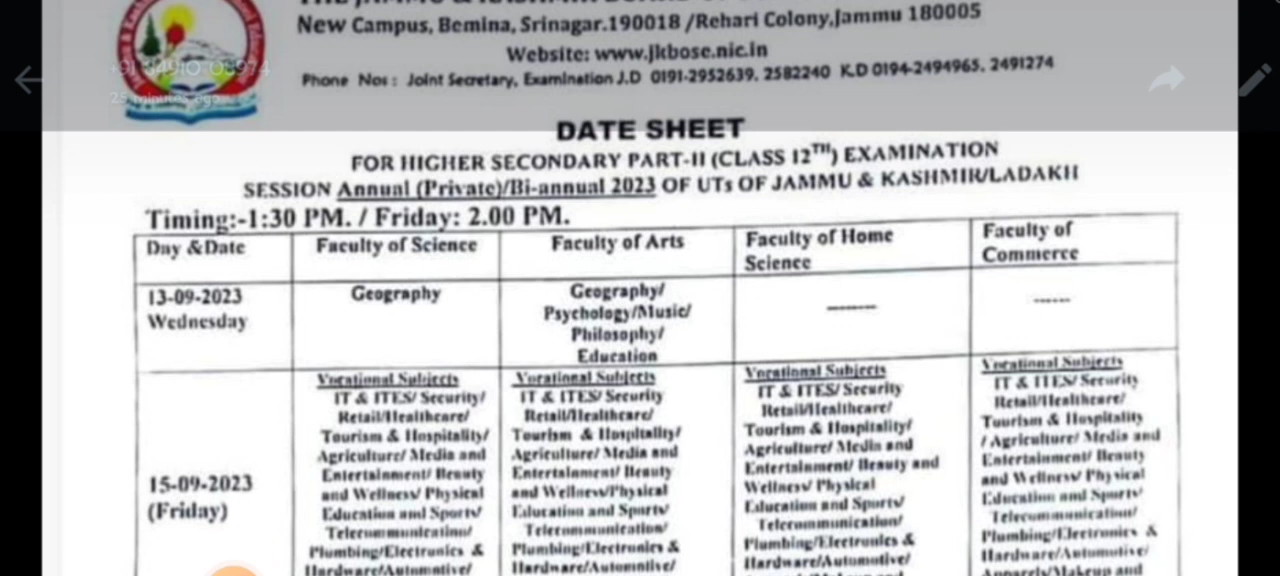 New Campus, Bemina, Srinagar.190018 /Rehari Colony,Jammu 180005
Website: www.jkbose.nic.in
Phone Nos : Joint Secretary, Examination J.D 0191-2952639, 2582240 K.D 0194-2494965, 2491274
25 minutes ago
DATE SHEET
FOR HIGHER SECONDARY PART-II (CLASS 12TH) EXAMINATION
SESSION Annual (Private)/Bi-annual 2023 OF UTs OF JAMMU & KASHMIR/LADAKH
Timing:-1:30 PM. / Friday: 2.00 PM.
Day &Date
Faculty of Science
Faculty of Arts
Faculty of Home
Science
Faculty of
Commerce
13-09-2023
Wednesday
Geography
Geography/
Psychology/Music/
Philosophy/
Education
--------
------
15-09-2023
(Friday)
Vocational Subjects
IT & ITES/ Security/
Retail/Healthcare/
Tourism & Hospitality/
Agriculture/ Media and
Entertainment/ Beauty
and Wellness/ Physical
Education and Sports/
Telecommunication/
Plumbing/Electronics &
Hardware/Automotive/
Vocational Subjects
IT & ITES/ Security
Retail/Healthcare/
Tourism & Hospitality/
Agriculture/ Media and
Entertainment/ Beauty
and Wellness/Physical
Education and Sports/
Telecommunication/
Plumbing/Electronics &
Hardware/Automotive/
Vocational Subjects
IT & ITES/ Security
Retail/Healthcare/
Tourism & Hospitality/
Agriculture/ Media and
Entertainment/ Beauty and
Wellness/ Physical
Education and Sports/
Telecommunication/
Plumbing/Electronics &
Hardware/Automotive/
Vocational Subjects
IT & ITES/ Security
Retail/Healthcare/
Tourism & Hospitality
/ Agriculture/ Media and
Entertainment/ Beauty
and Wellness/ Physical
Education and Sports/
Telecommunication/
Plumbing/Electronics &
Hardware/Automotive/
Apparels/Makeup and